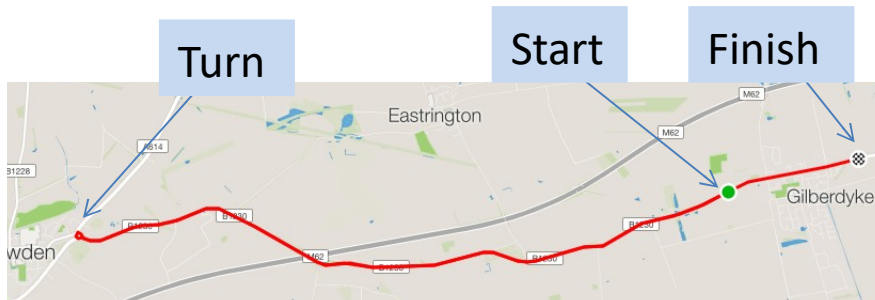 Turn
Start
Finish
M62
Eastrington
M62
A614
B1228
Gilberdyke
B1230
B1230
B1230
wden
M62
B1230
B1230